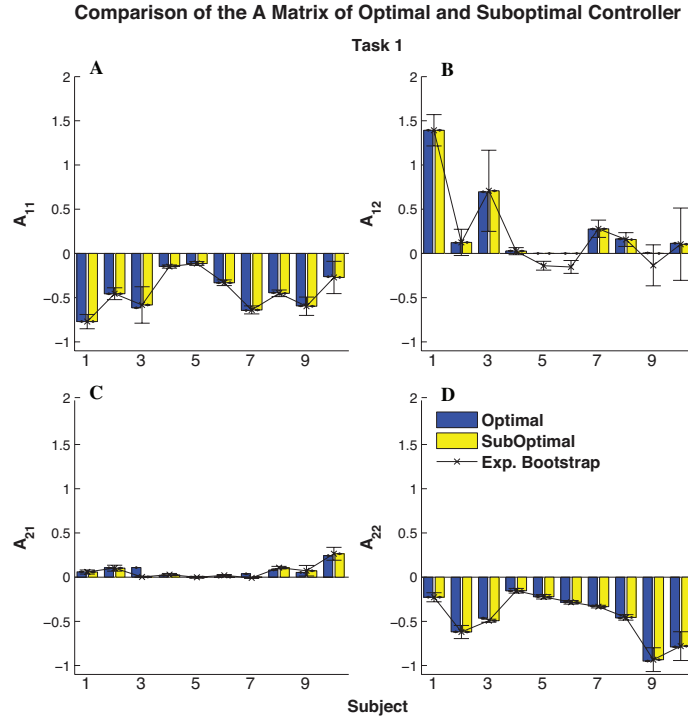 Comparison of the A Matrix of Optimal and Suboptimal Controller
Task 1
A
2
1.5
1
0.5
0
−0.5
−1
A11
1 3 5 7 9
B
2
1.5
1
0.5
0
−0.5
−1
A12
1 3 5 7 9
C
2
1.5
1
0.5
0
−0.5
−1
A21
1 3 5 7 9
D
2
1.5
1
0.5
0
−0.5
−1
A22
Optimal
SubOptimal
Exp. Bootstrap
1 3 5 7 9
Subject